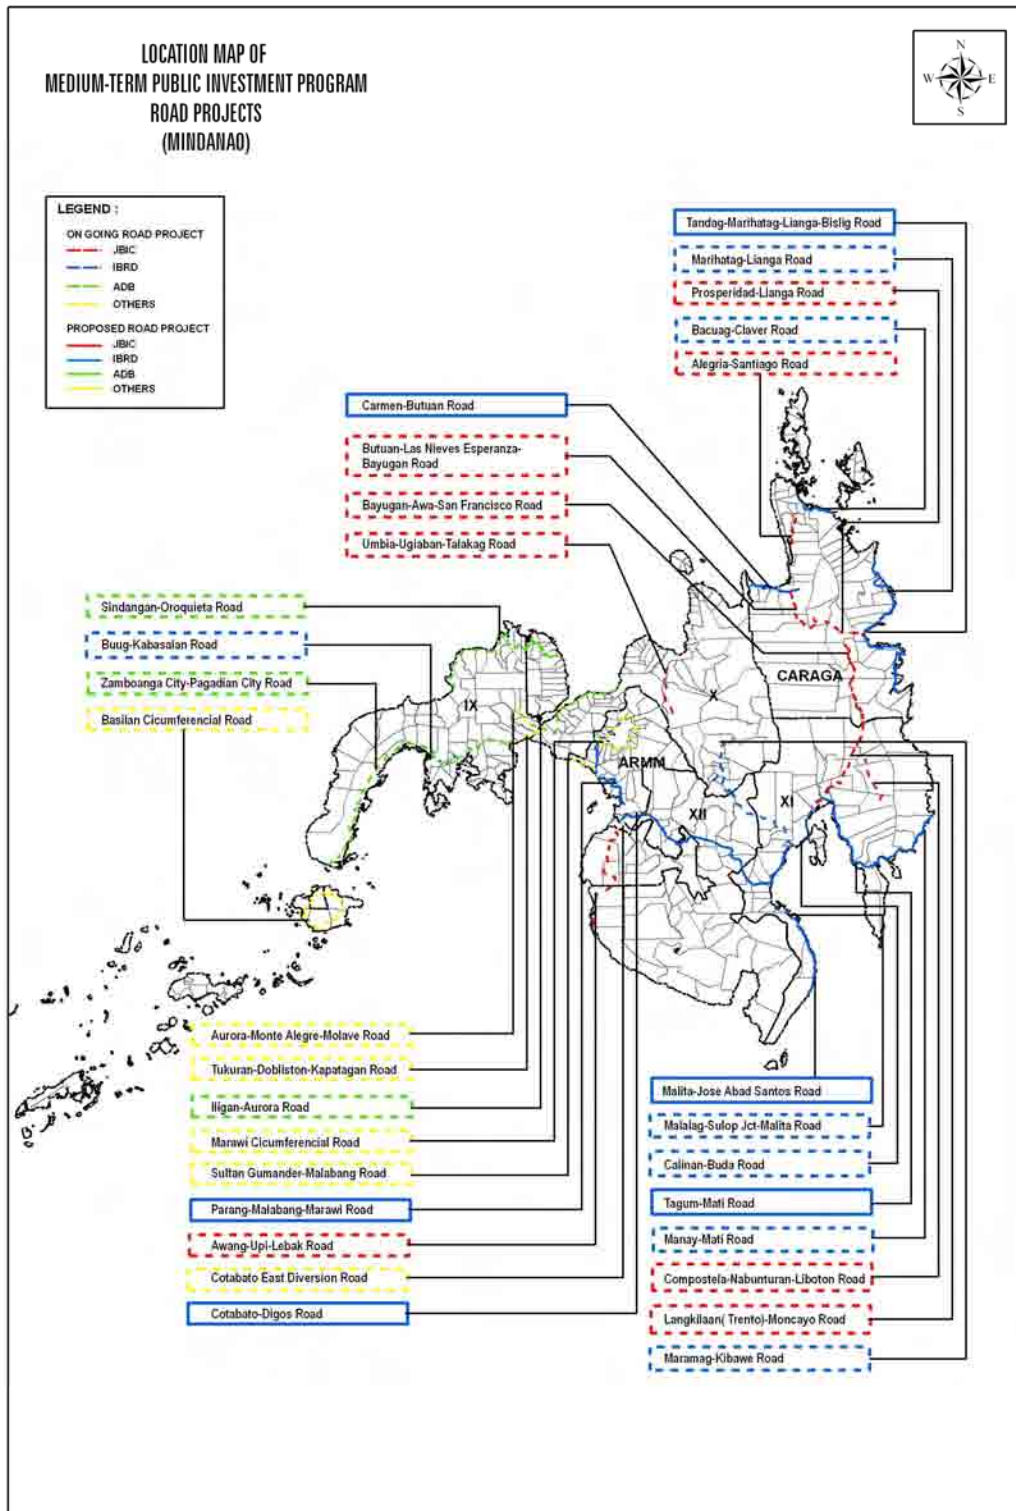 LOCATION MAP OF
MEDIUM-TERM PUBLIC INVESTMENT PROGRAM
ROAD PROJECTS
(MINDANAO)
N
W E
S
LEGEND :
ON GOING ROAD PROJECT
JBIC
IBRD
ADB
OTHERS
PROPOSED ROAD PROJECT
JBIC
IBRD
ADB
OTHERS
Tandag-Marihatag-Lianga-Bislig Road
Marihatag-Lianga Road
Prosperidad-Lianga Road
Bacuag-Claver Road
Alegria-Santiago Road
Carmen-Butuan Road
Butuan-Las Nieves Esperanza-
Bayugan Road
Bayugan-Awa-San Francisco Road
Umbia-Ugiaban-Talakag Road
Sindangan-Oroquieta Road
Buug-Kabasalan Road
Zamboanga City-Pagadian City Road
Basilan Cicumferencial Road
IX
X
CARAGA
ARMM
XII
XI
Aurora-Monte Alegre-Molave Road
Tukuran-Dobliston-Kapatagan Road
Iligan-Aurora Road
Marawi Cicumferencial Road
Sultan Gumander-Malabang Road
Parang-Malabang-Marawi Road
Awang-Upi-Lebak Road
Cotabato East Diversion Road
Cotabato-Digos Road
Malita-Jose Abad Santos Road
Malalag-Sulop Jct-Malita Road
Calinan-Buda Road
Tagum-Mati Road
Manay-Mati Road
Compostela-Nabunturan-Liboton Road
Langkilaan( Trento)-Moncayo Road
Maramag-Kibawe Road